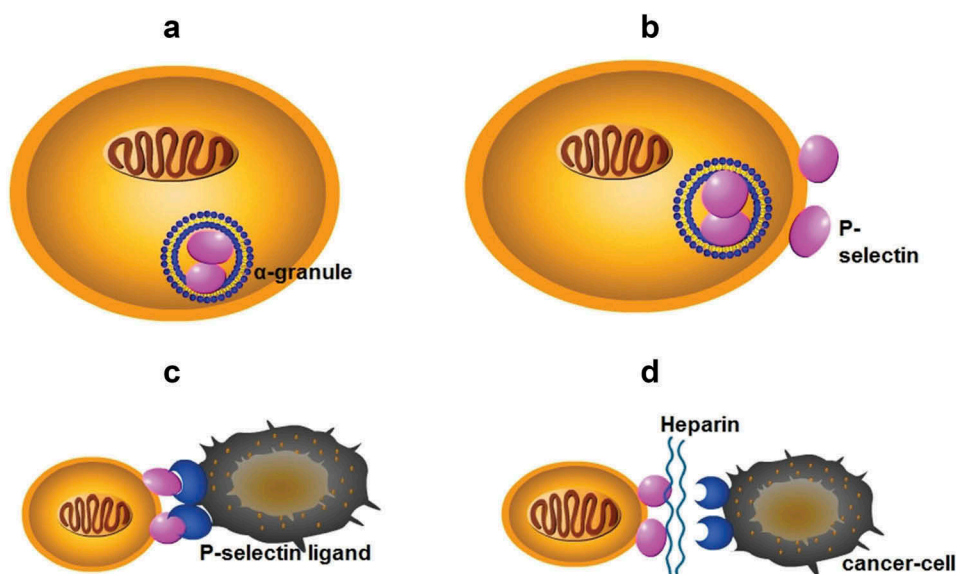 a
b
α-granule
P-
selectin
c
d
P-selectin ligand
Heparin
cancer-cell